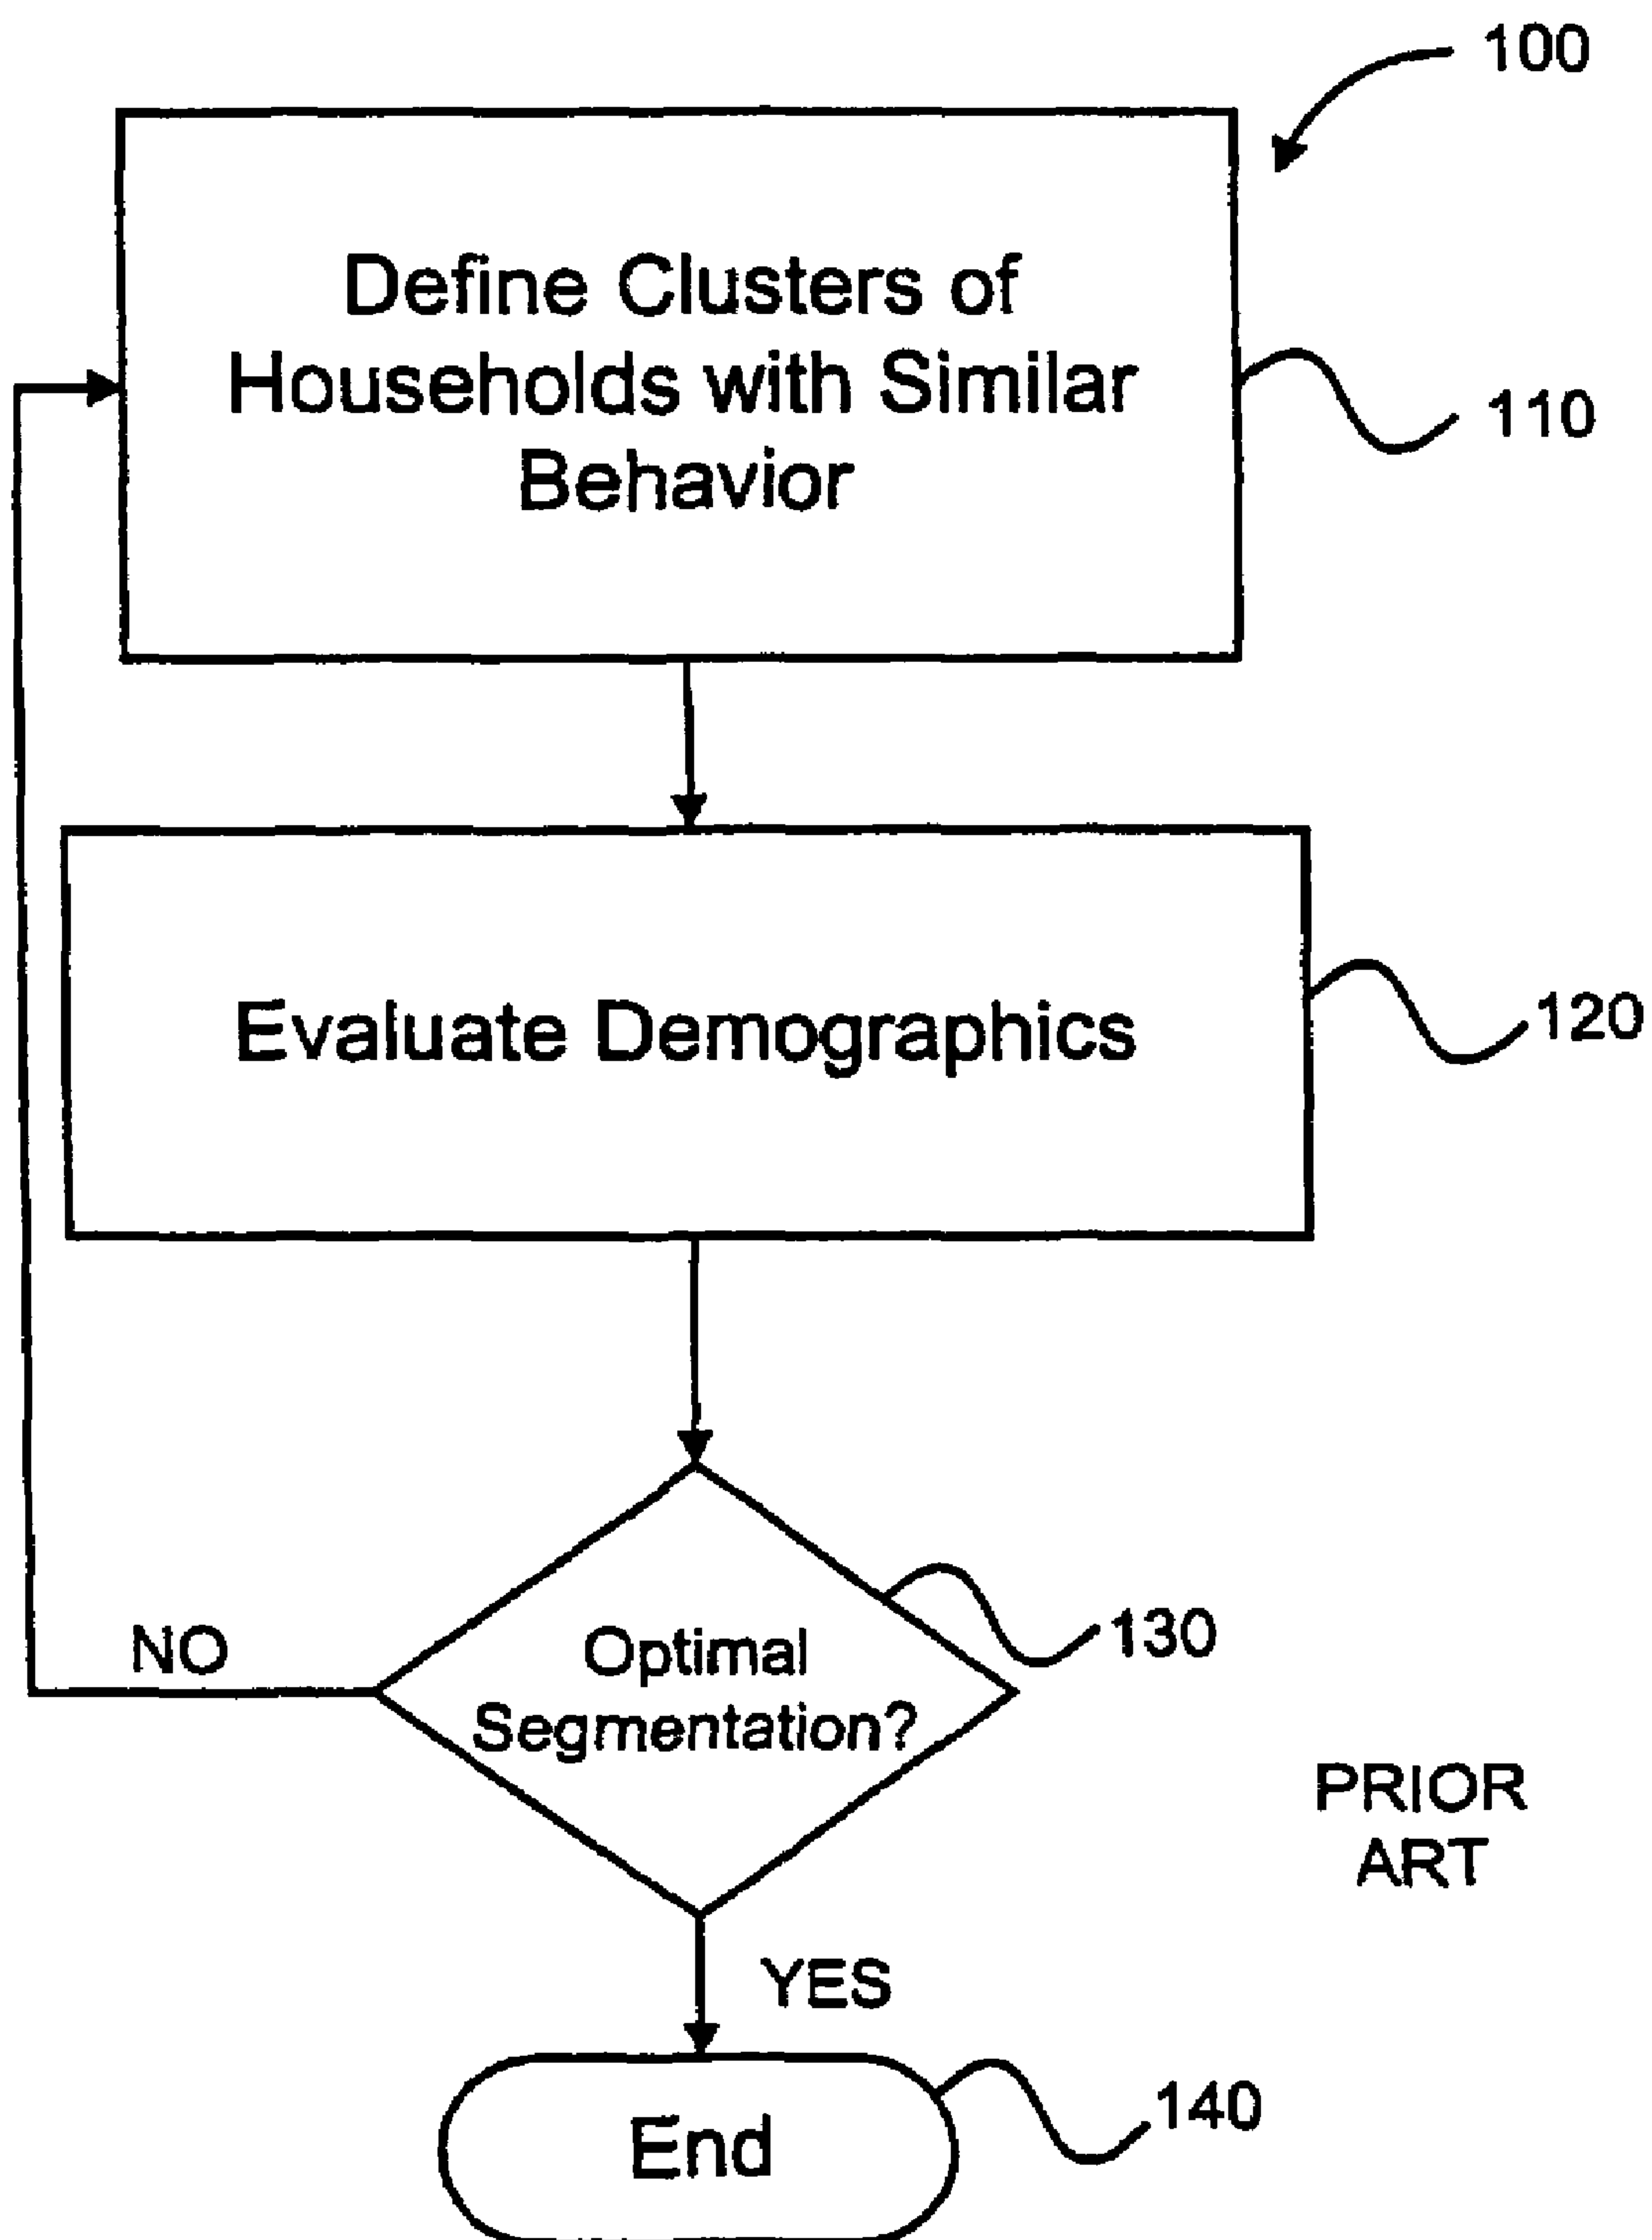 100
Define Clusters of
Households with Similar
Behavior
110
Evaluate Demographics
120
130
NO
Optimal
Segmentation?
PRIOR
ART
YES
140
End